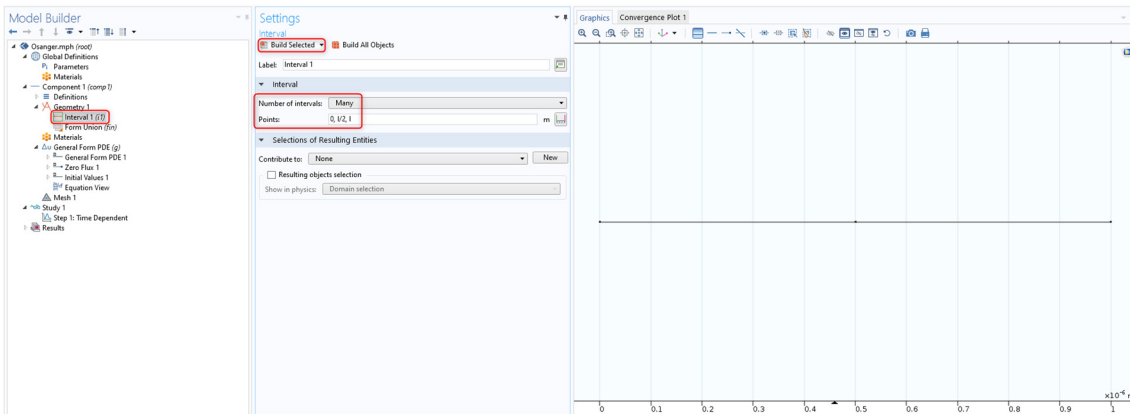 Model Builder
Osanger.mph (root)
Global Definitions
Pi Parameters
Materials
Component 1 (comp1)
Definitions
Geometry 1
Interval 1 (i1)
Form Union (fin)
Materials
Δu General Form PDE (g)
General Form PDE 1
Zero Flux 1
Initial Values 1
Equation View
Mesh 1
Study 1
Step 1: Time Dependent
Results
Settings
Interval
Build Selected
Build All Objects
Label: Interval 1
Interval
Number of intervals: Many
Points: 0, l/2, l m
Selections of Resulting Entities
Contribute to: None New
Resulting objects selection
Show in physics: Domain selection
Graphics Convergence Plot 1
×10⁻⁶
0 0.1 0.2 0.3 0.4 0.5 0.6 0.7 0.8 0.9 1